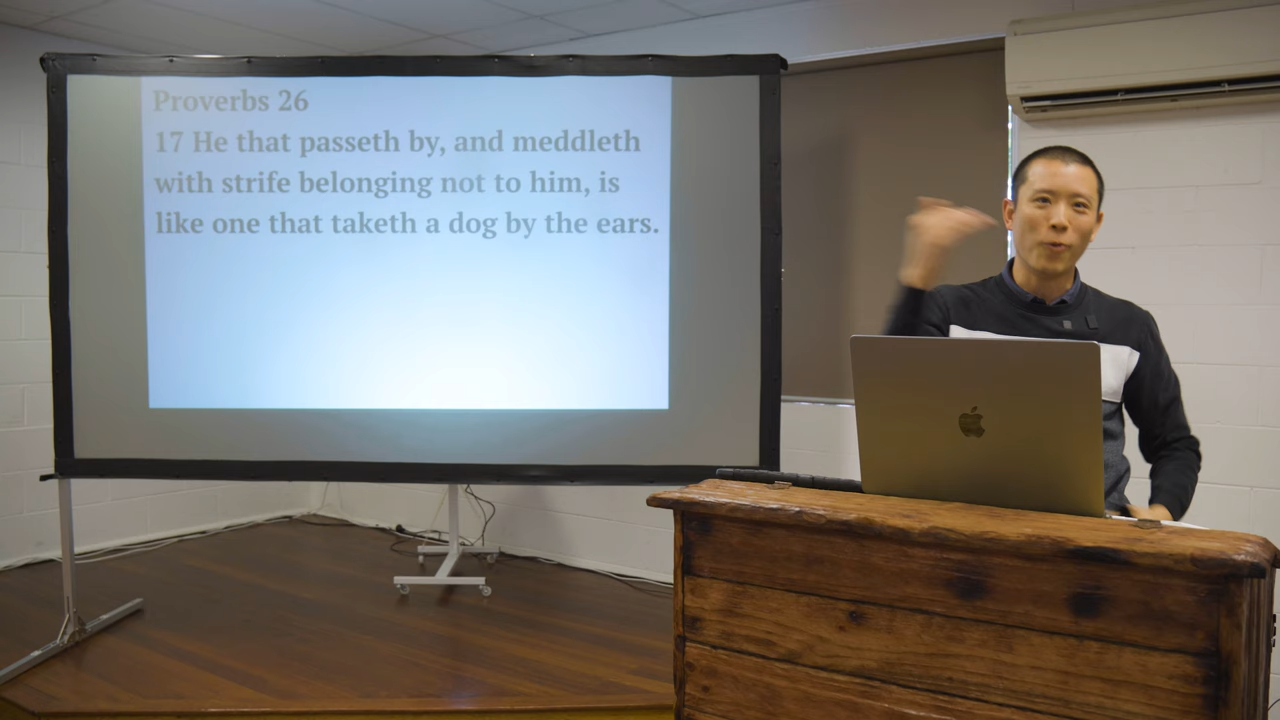 Proverbs 26
17 He that passeth by, and meddleth
with strife belonging not to him, is
like one that taketh a dog by the ears.